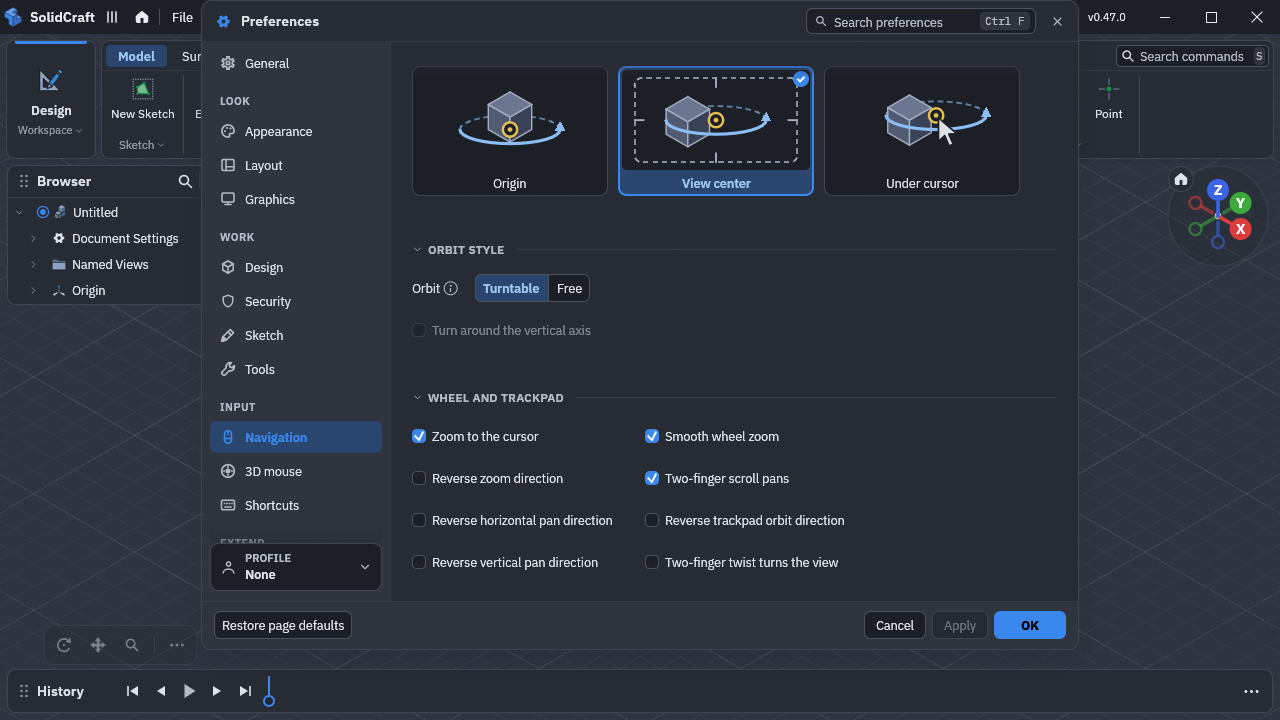 SolidCraft
File
Preferences
Search preferences
Ctrl F
v0.47.0
Design
Workspace
Model
Sur
New Sketch
E
Sketch
Search commands
S
Point
Browser
Untitled
Document Settings
Named Views
Origin
General
LOOK
Appearance
Layout
Graphics
WORK
Design
Security
Sketch
Tools
INPUT
Navigation
3D mouse
Shortcuts
EXTEND
PROFILE
None
Origin
View center
Under cursor
ORBIT STYLE
Orbit
Turntable
Free
Turn around the vertical axis
WHEEL AND TRACKPAD
Zoom to the cursor
Smooth wheel zoom
Reverse zoom direction
Two-finger scroll pans
Reverse horizontal pan direction
Reverse trackpad orbit direction
Reverse vertical pan direction
Two-finger twist turns the view
Restore page defaults
Cancel
Apply
OK
Z
Y
X
History